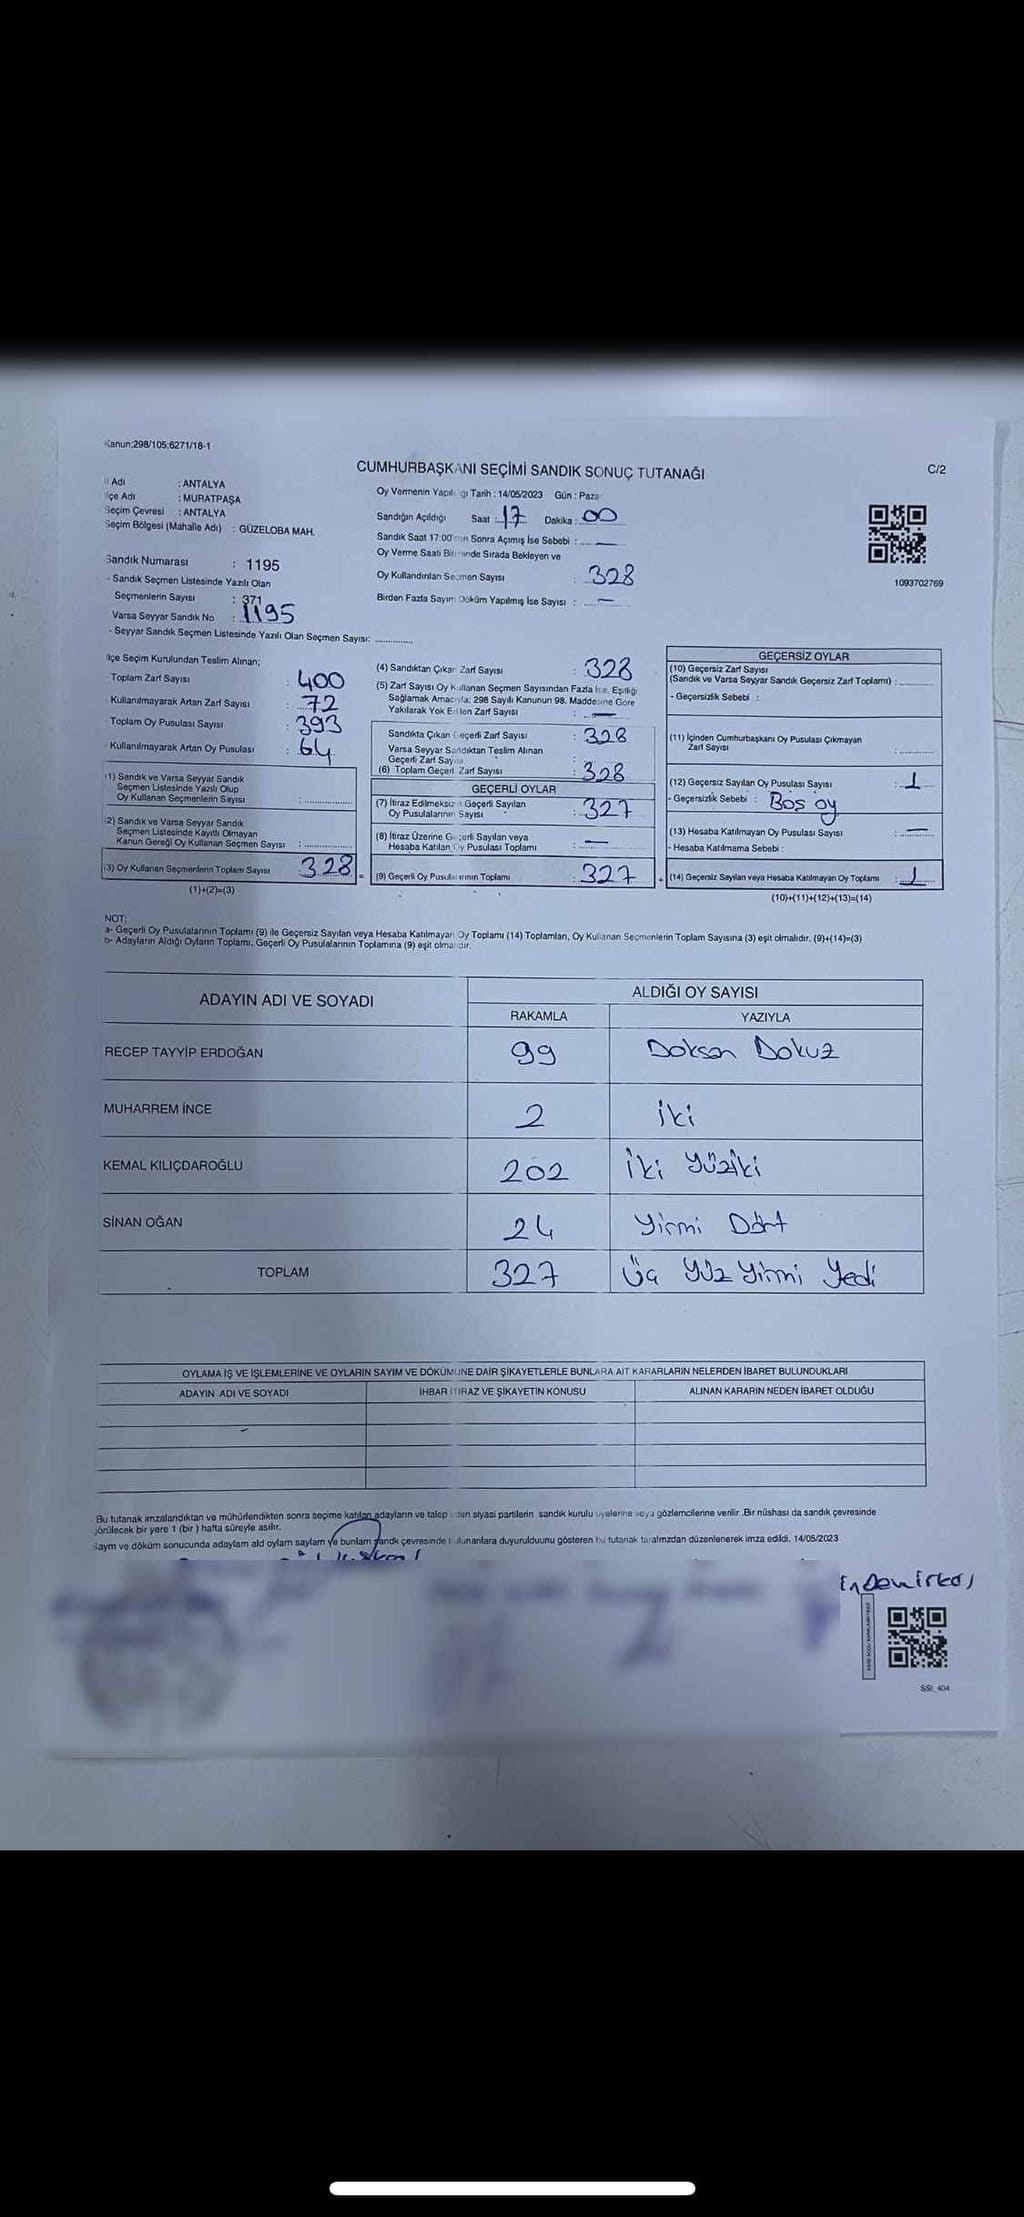 Kanun;298/105;6271/18-1
CUMHURBAŞKANI SEÇİMİ SANDIK SONUÇ TUTANAĞI
C/2
İl Adı : ANTALYA
İlçe Adı : MURATPAŞA
Seçim Çevresi : ANTALYA
Seçim Bölgesi (Mahalle Adı) : GÜZELOBA MAH.
Oy Vermenin Yapıldığı Tarih : 14/05/2023 Gün : Pazar
Sandığın Açıldığı Saat : 17 Dakika : 00
Sandık Saat 17:00'den Sonra Açımış İse Sebebi : —
Oy Verme Saati Bitiminde Sırada Bekleyen ve
Oy Kullandırılan Seçmen Sayısı : 328
Birden Fazla Sayım Döküm Yapılmış İse Sayısı : —
1093702769
Sandık Numarası : 1195
- Sandık Seçmen Listesinde Yazılı Olan
Seçmenlerin Sayısı : 371
Varsa Seyyar Sandık No : 1195
- Seyyar Sandık Seçmen Listesinde Yazılı Olan Seçmen Sayısı: ..............
İlçe Seçim Kurulundan Teslim Alınan;
Toplam Zarf Sayısı : 400
Kullanılmayarak Artan Zarf Sayısı : 72
Toplam Oy Pusulası Sayısı : 393
Kullanılmayarak Artan Oy Pusulası : 64
(1) Sandık ve Varsa Seyyar Sandık
Seçmen Listesinde Yazılı Olup
Oy Kullanan Seçmenlerin Sayısı : ..............
(2) Sandık ve Varsa Seyyar Sandık
Seçmen Listesinde Kayıtlı Olmayan
Kanun Gereği Oy Kullanan Seçmen Sayısı : ..............
(3) Oy Kullanan Seçmenlerin Toplam Sayısı : 328
(1)+(2)=(3)
(4) Sandıktan Çıkan Zarf Sayısı : 328
(5) Zarf Sayısı Oy Kullanan Seçmen Sayısından Fazla İse, Eşitliği
Sağlamak Amacıyla; 298 Sayılı Kanunun 98. Maddesine Göre
Yakılarak Yok Edilen Zarf Sayısı : —
Sandıkta Çıkan Geçerli Zarf Sayısı : 328
Varsa Seyyar Sandıktan Teslim Alınan
Geçerli Zarf Sayısı
(6) Toplam Geçerli Zarf Sayısı : 328
GEÇERLİ OYLAR
(7) İtiraz Edilmeksizin Geçerli Sayılan
Oy Pusulalarının Sayısı : 327
(8) İtiraz Üzerine Geçerli Sayılan veya
Hesaba Katılan Oy Pusulası Toplamı : —
(9) Geçerli Oy Pusulalarının Toplamı : 327
GEÇERSİZ OYLAR
(10) Geçersiz Zarf Sayısı
(Sandık ve Varsa Seyyar Sandık Geçersiz Zarf Toplamı) : ..............
- Geçersizlik Sebebi :
(11) İçinden Cumhurbaşkanı Oy Pusulası Çıkmayan
Zarf Sayısı : ..............
(12) Geçersiz Sayılan Oy Pusulası Sayısı : 1
- Geçersizlik Sebebi : Boş oy
(13) Hesaba Katılmayan Oy Pusulası Sayısı : —
- Hesaba Katılmama Sebebi :
(14) Geçersiz Sayılan veya Hesaba Katılmayan Oy Toplamı : 1
(10)+(11)+(12)+(13)=(14)
NOT:
a- Geçerli Oy Pusulalarının Toplamı (9) ile Geçersiz Sayılan veya Hesaba Katılmayan Oy Toplamı (14) Toplamları, Oy Kullanan Seçmenlerin Toplam Sayısına (3) eşit olmalıdır. (9)+(14)=(3)
b- Adayların Aldığı Oyların Toplamı, Geçerli Oy Pusulalarının Toplamına (9) eşit olmalıdır.
ADAYIN ADI VE SOYADI
ALDIĞI OY SAYISI
RAKAMLA YAZIYLA
RECEP TAYYİP ERDOĞAN 99 Doksan Dokuz
MUHARREM İNCE 2 iki
KEMAL KILIÇDAROĞLU 202 İki yüziki
SİNAN OĞAN 24 Yirmi Dört
TOPLAM 327 Üç yüz yirmi Yedi
OYLAMA İŞ VE İŞLEMLERİNE VE OYLARIN SAYIM VE DÖKÜMÜNE DAİR ŞİKAYETLERLE BUNLARA AİT KARARLARIN NELERDEN İBARET BULUNDUKLARI
ADAYIN ADI VE SOYADI İHBAR İTİRAZ VE ŞİKAYETİN KONUSU ALINAN KARARIN NEDEN İBARET OLDUĞU
Bu tutanak imzalandıktan ve mühürlendikten sonra seçime katılan adayların ve talep eden siyasi partilerin sandık kurulu üyelerine veya gözlemcilerine verilir .Bir nüshası da sandık çevresinde
görülecek bir yere 1 (bir ) hafta süreyle asılır.
Saym ve döküm sonucunda adaylarn ald oylarn saylarn ve bunlarn sandk çevresinde bulunanlara duyurulduunu gösteren bu tutanak tarafmzdan düzenlenerek imza edildi. 14/05/2023
SSI_404